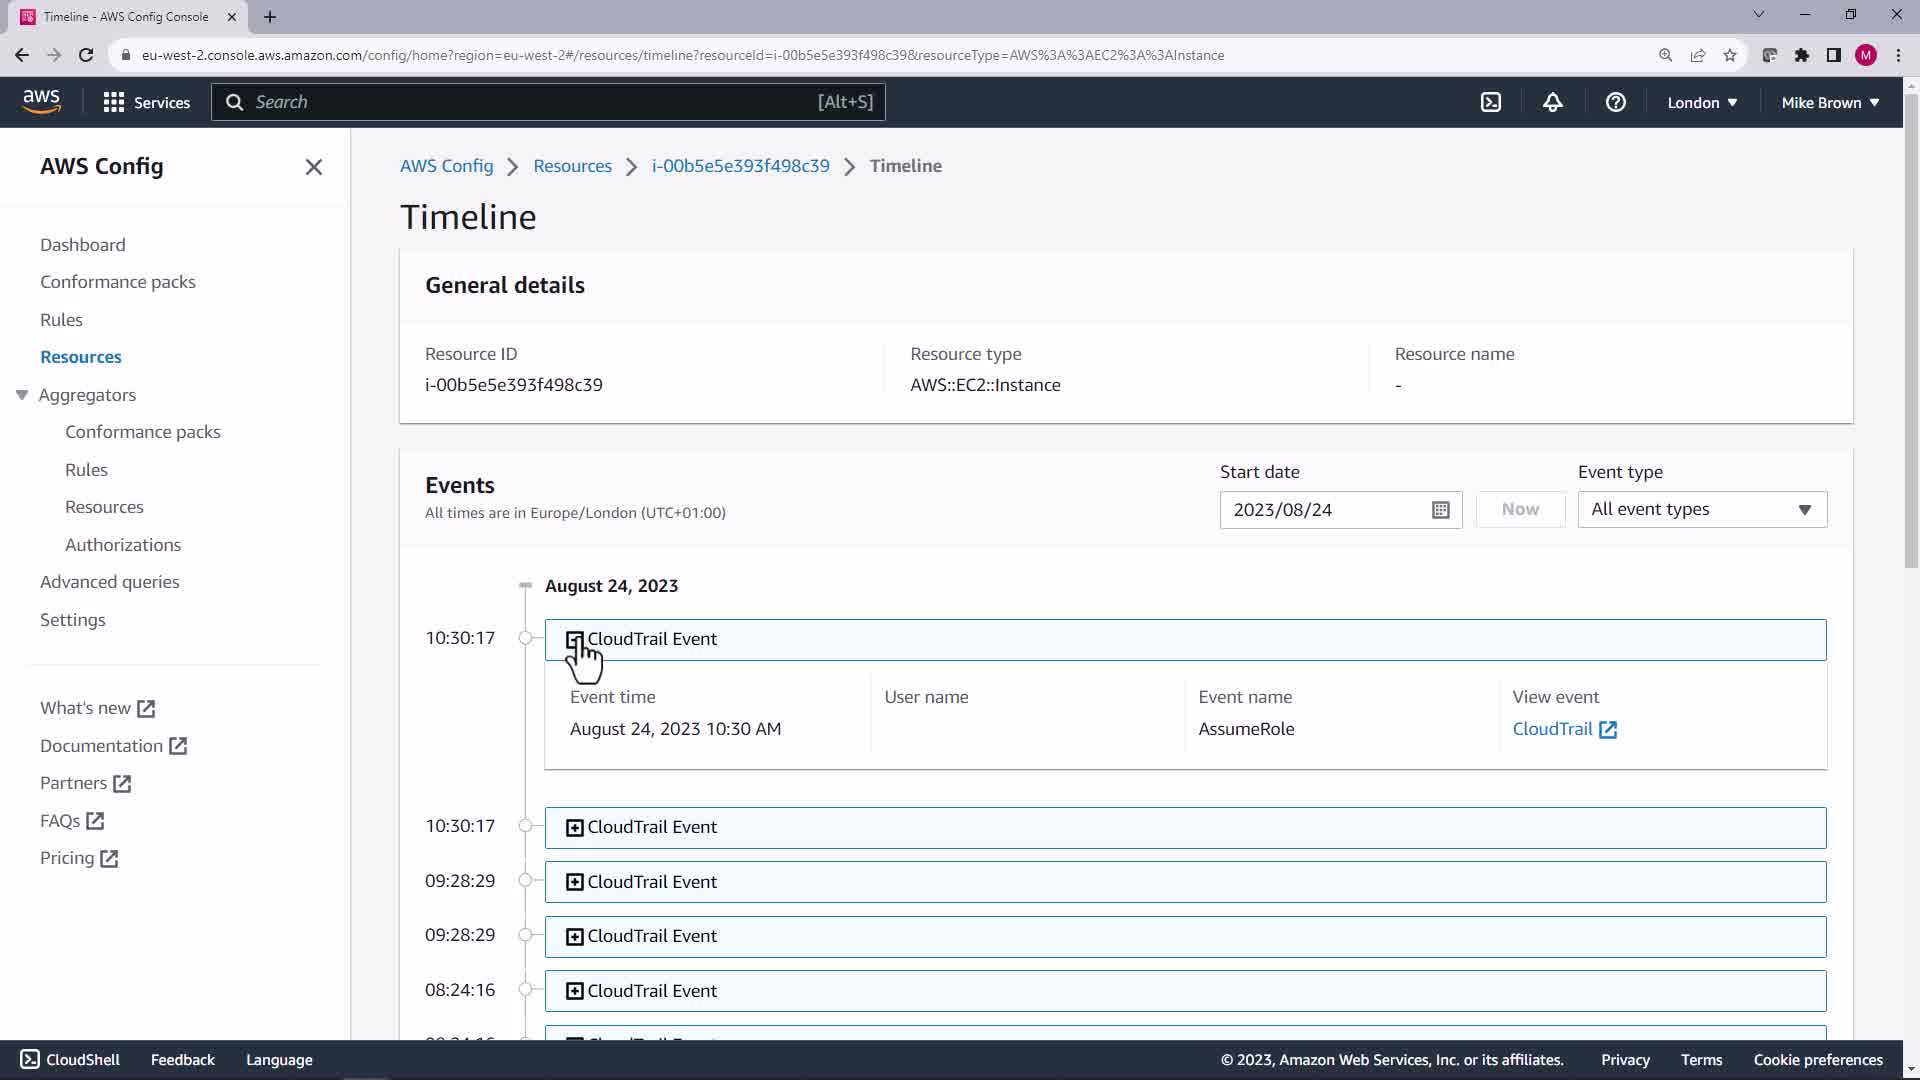 Timeline - AWS Config Console
eu-west-2.console.aws.amazon.com/config/home?region=eu-west-2#/resources/timeline?resourceId=i-00b5e5e393f498c39&resourceType=AWS%3A%3AEC2%3A%3AInstance
M
aws
Services
Search
[Alt+S]
London
Mike Brown
AWS Config
Dashboard
Conformance packs
Rules
Resources
Aggregators
Conformance packs
Rules
Resources
Authorizations
Advanced queries
Settings
What's new
Documentation
Partners
FAQs
Pricing
AWS Config > Resources > i-00b5e5e393f498c39 > Timeline
Timeline
General details
Resource ID
i-00b5e5e393f498c39
Resource type
AWS::EC2::Instance
Resource name
-
Events
All times are in Europe/London (UTC+01:00)
Start date
2023/08/24
Now
Event type
All event types
August 24, 2023
10:30:17 CloudTrail Event
Event time
August 24, 2023 10:30 AM
User name
Event name
AssumeRole
View event
CloudTrail
10:30:17 CloudTrail Event
09:28:29 CloudTrail Event
09:28:29 CloudTrail Event
08:24:16 CloudTrail Event
CloudShell
Feedback
Language
© 2023, Amazon Web Services, Inc. or its affiliates.
Privacy
Terms
Cookie preferences